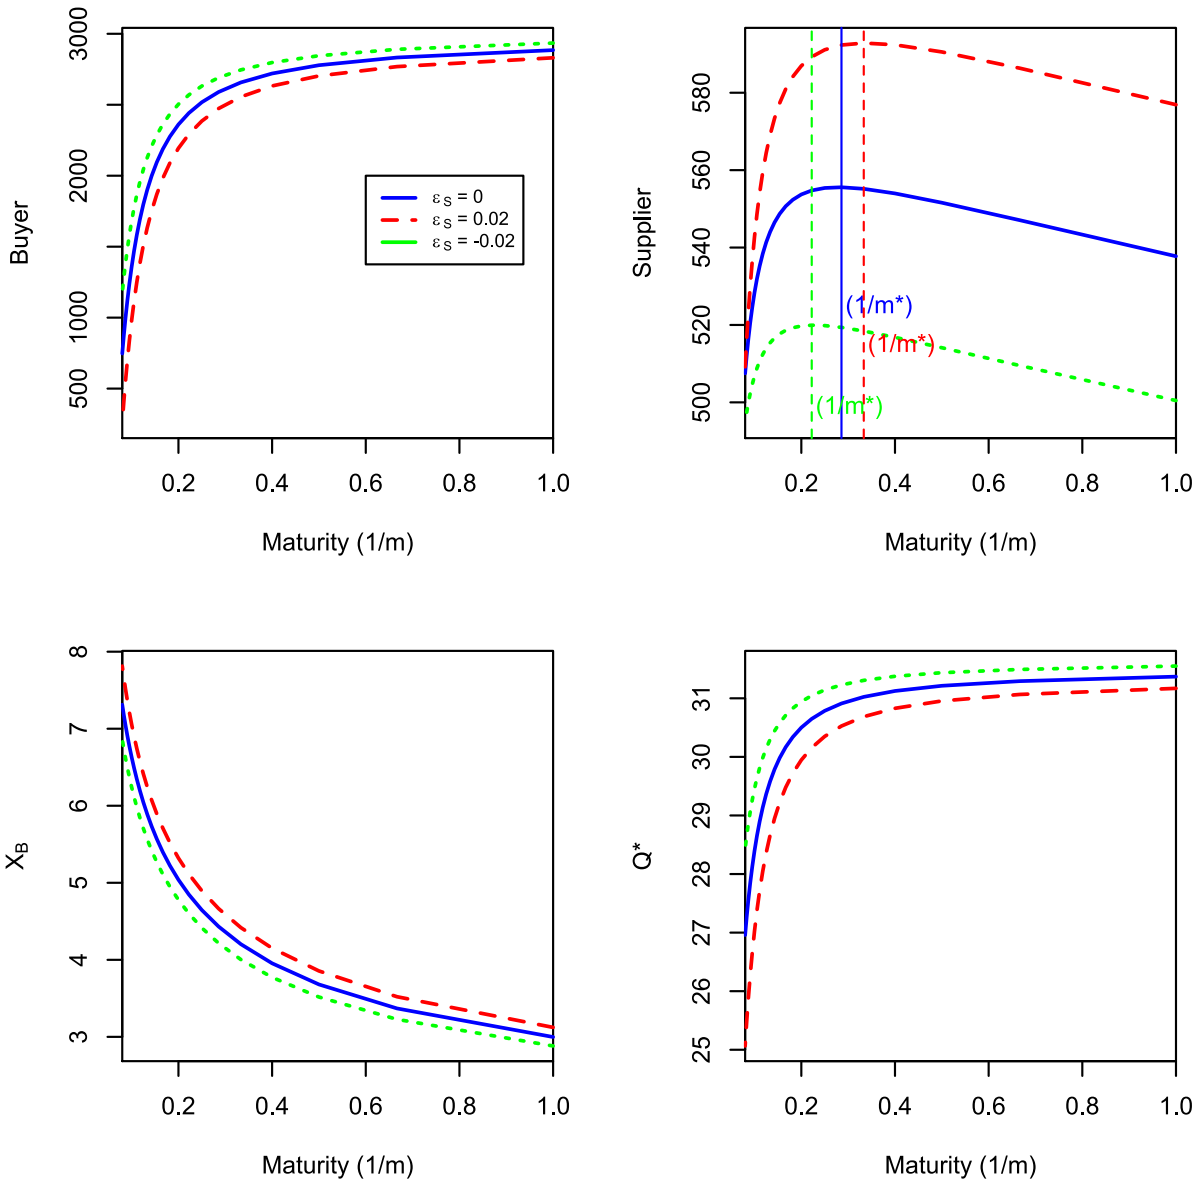 Buyer
3000
2000
1000
500
ε S = 0
ε S = 0.02
ε S = -0.02
0.2 0.4 0.6 0.8 1.0
Maturity (1/m)
Supplier
580
560
540
520
500
(1/m*)
(1/m*)
(1/m*)
0.2 0.4 0.6 0.8 1.0
Maturity (1/m)
XB
8
7
6
5
4
3
0.2 0.4 0.6 0.8 1.0
Maturity (1/m)
Q*
31
30
29
28
27
26
25
0.2 0.4 0.6 0.8 1.0
Maturity (1/m)